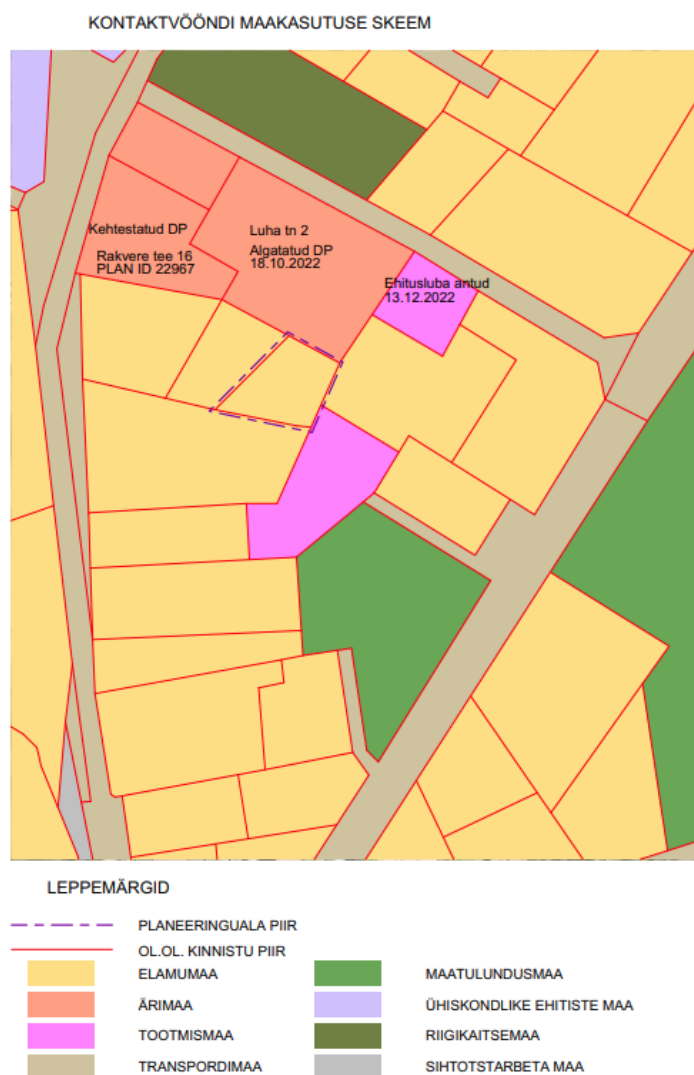 KONTAKTVÖÖNDI MAAKASUTUSE SKEEM
Kehtestatud DP
Rakvere tee 16
PLAN ID 22967
Luha tn 2
Algatatud DP
18.10.2022
Ehitusluba antud
13.12.2022
LEPPEMÄRGID
PLANEERINGUALA PIIR
OL.OL. KINNISTU PIIR
ELAMUMAA
ÄRIMAA
TOOTMISMAA
TRANSPORDIMAA
MAATULUNDUSMAA
ÜHISKONDLIKE EHITISTE MAA
RIIGIKAITSEMAA
SIHTOTSTARBETA MAA